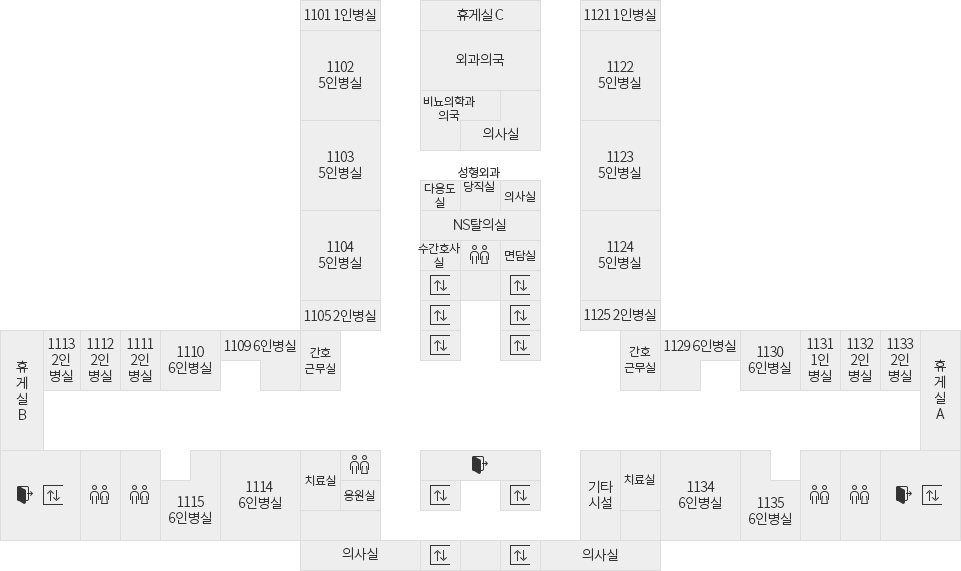 1101 1인병실
휴게실 C
1121 1인병실
1102
5인병실
외과의국
1122
5인병실
비뇨의학과
의국
의사실
1103
5인병실
성형외과
당직실
다용도
실
의사실
1123
5인병실
NS탈의실
1104
5인병실
수간호사
실
면담실
1124
5인병실
1105 2인병실
1125 2인병실
휴
게
실
B
1113
2인
병실
1112
2인
병실
1111
2인
병실
1110
6인병실
1109 6인병실
간호
근무실
간호
근무실
1129 6인병실
1130
6인병실
1131
1인
병실
1132
2인
병실
1133
2인
병실
휴
게
실
A
1115
6인병실
1114
6인병실
치료실
응원실
기타
시설
치료실
1134
6인병실
1135
6인병실
의사실
의사실